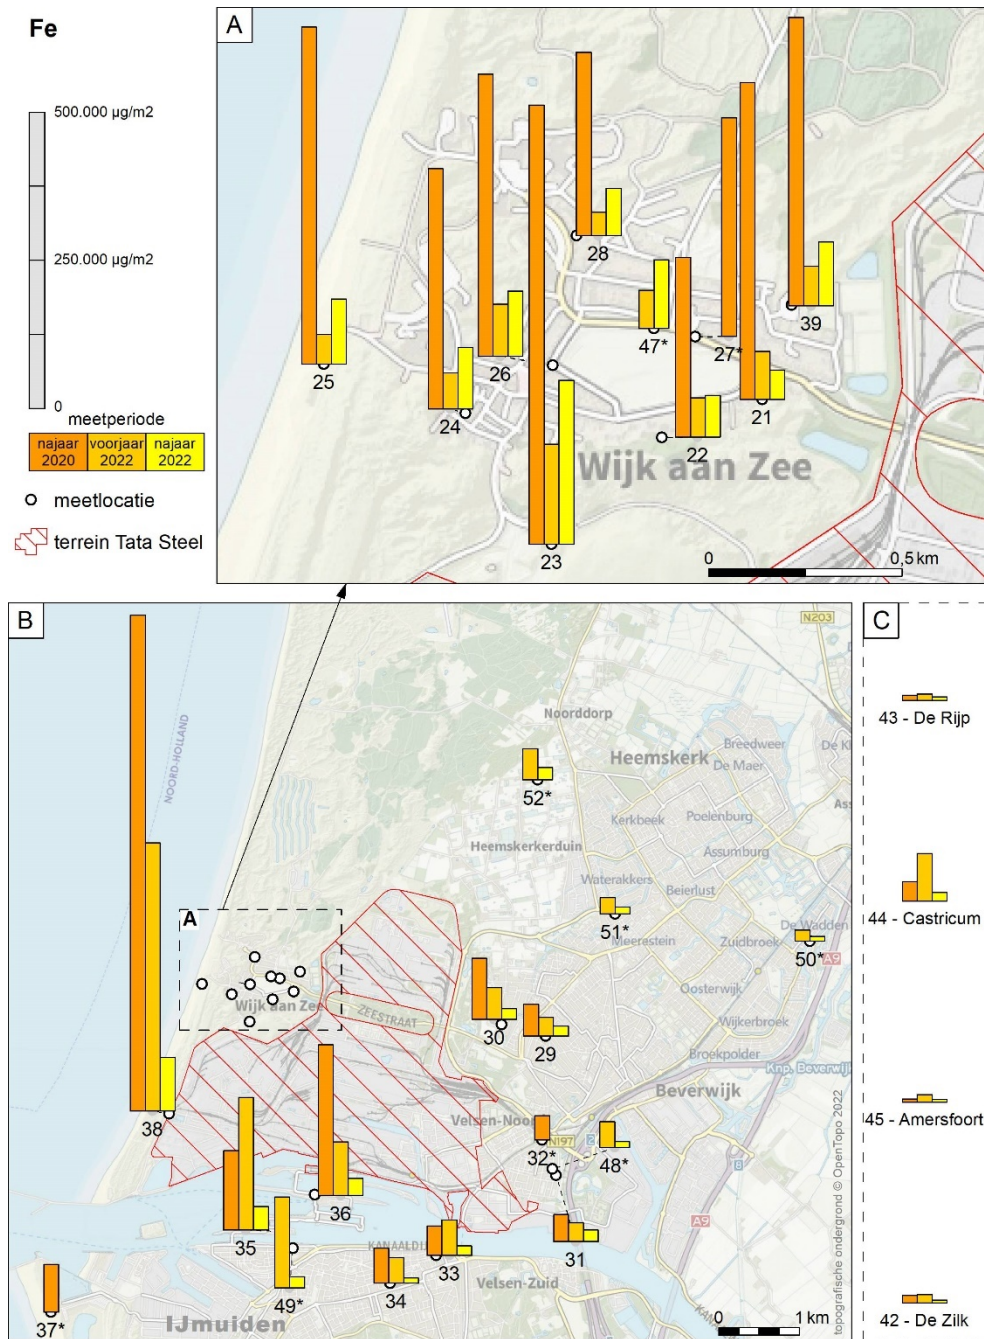 Fe
500.000 µg/m2
250.000 µg/m2
0
meetperiode
najaar 2020
voorjaar 2022
najaar 2022
meetlocatie
terrein Tata Steel
A
25
24
26
23
28
47*
22
27*
21
39
Wijk aan Zee
0
0,5 km
B
NOORD-HOLLAND
N203
Noorddorp
Heemskerk
Breedweer
De Maer
52*
Kerkbeek
Poelenburg
Heemskerkerduin
Assumburg
Waterakkers
Beierlust
51*
Meerestein
Zuidbroek
De Wadden
50*
A9
A
Wijk aan Zee
ZEESTRAAT
Oosterwijk
30
29
Wijkerbroek
Broekpolder
Knp. Beverwijk
Beverwijk
38
Velsen-Noord
N197
32*
48*
36
35
31
A9
33
Velsen-Zuid
34
49*
37*
IJmuiden
0
1 km
topografische ondergrond © OpenTopo 2022
C
43 - De Rijp
44 - Castricum
45 - Amersfoort
42 - De Zilk